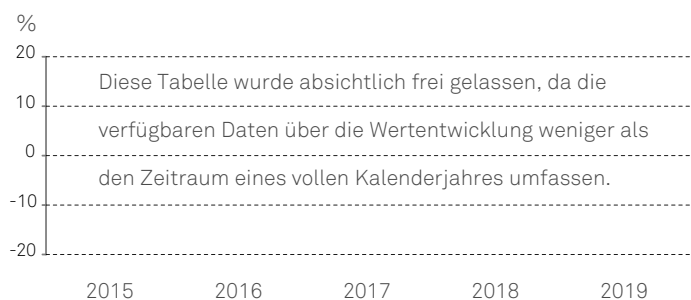 %
20
Diese Tabelle wurde absichtlich frei gelassen, da die
10
verfügbaren Daten über die Wertentwicklung weniger als
0
den Zeitraum eines vollen Kalenderjahres umfassen.
-10
-20
2015 2016 2017 2018 2019